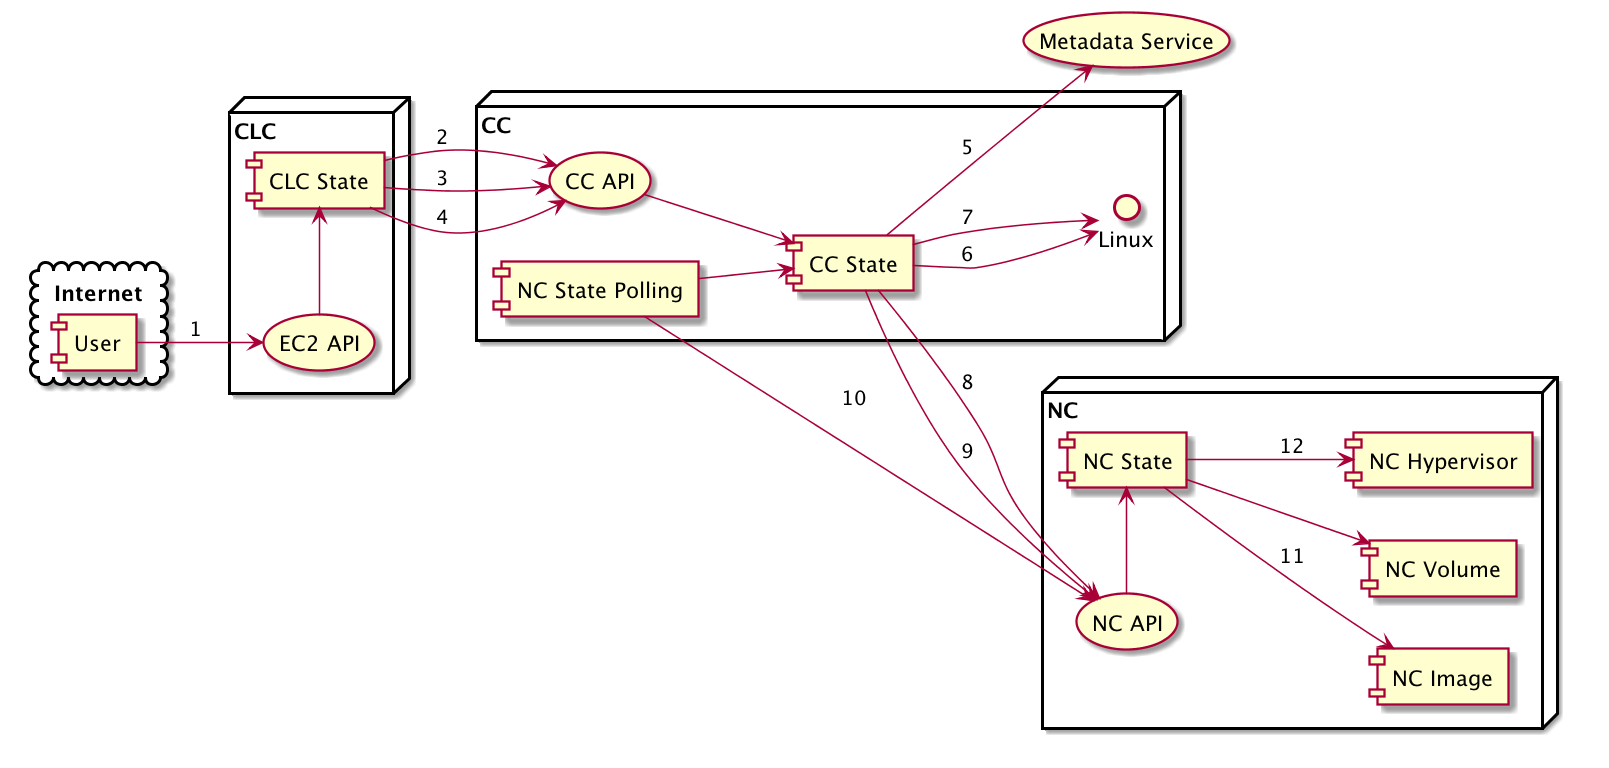 Metadata Service
CLC
CC
2
5
CLC State
3
CC API
4
7
Linux
6
CC State
Internet
NC State Polling
User
1
EC2 API
8
10
NC
9
NC State
12
NC Hypervisor
11
NC Volume
NC API
NC Image